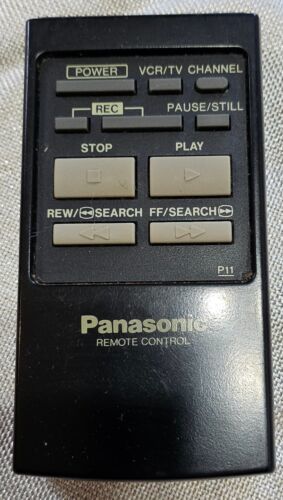 POWER VCR/TV CHANNEL
REC PAUSE/STILL
STOP PLAY
REW/SEARCH FF/SEARCH
P11
Panasonic
REMOTE CONTROL